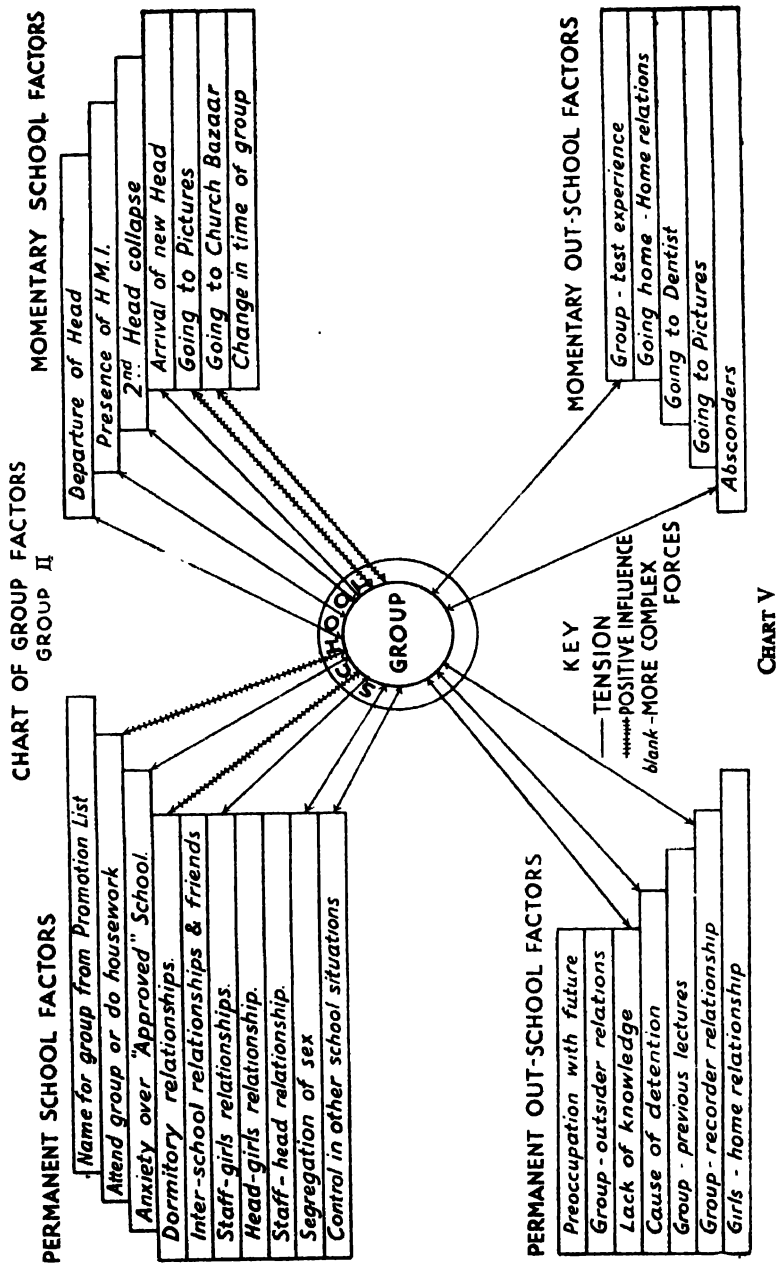 CHART OF GROUP FACTORS
GROUP II
PERMANENT SCHOOL FACTORS
Name for group from Promotion List
Attend group or do housework
Anxiety over "Approved" School.
Dormitory relationships.
Inter-school relationships & friends
Staff-girls relationships.
Head-girls relationship.
Staff-head relationship.
Segregation of sex
Control in other school situations
MOMENTARY SCHOOL FACTORS
Departure of Head
Presence of H.M.I.
2nd Head collapse
Arrival of new Head
Going to Pictures
Going to Church Bazaar
Change in time of group
SCHOOL
GROUP
PERMANENT OUT-SCHOOL FACTORS
Preoccupation with future
Group-outsider relations
Lack of knowledge
Cause of detention
Group - previous lectures
Group-recorder relationship
Girls - home relationship
KEY
TENSION
POSITIVE INFLUENCE
blank-MORE COMPLEX
FORCES
MOMENTARY OUT-SCHOOL FACTORS
Group - test experience
Going home - Home relations
Going to Dentist
Going to Pictures
Absconders
CHART V